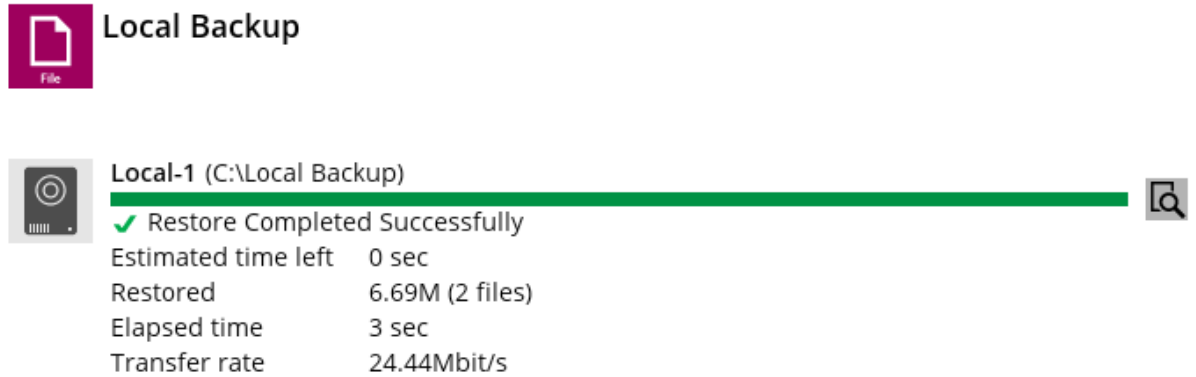 File
Local Backup
Local-1 (C:\Local Backup)
Restore Completed Successfully
Estimated time left 0 sec
Restored 6.69M (2 files)
Elapsed time 3 sec
Transfer rate 24.44Mbit/s